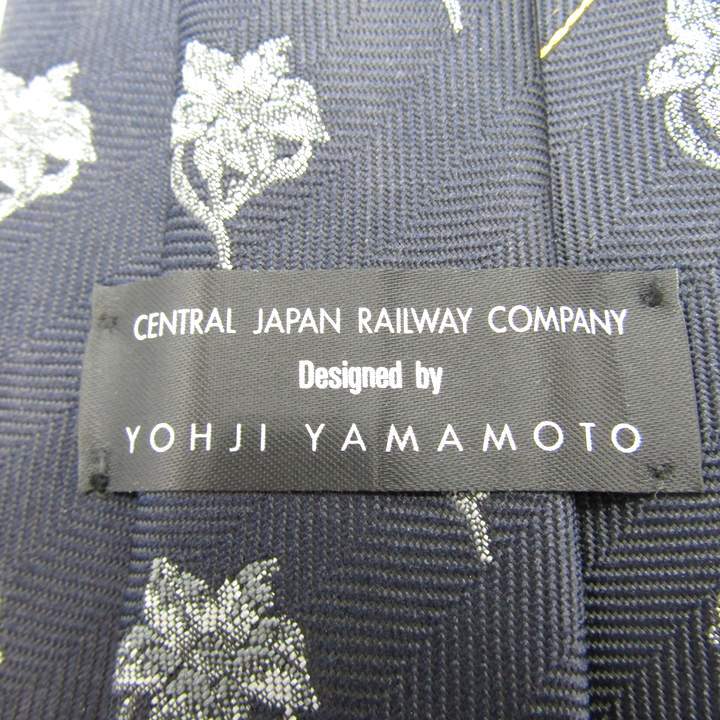 CENTRAL JAPAN RAILWAY COMPANY
Designed by
YOHJI YAMAMOTO